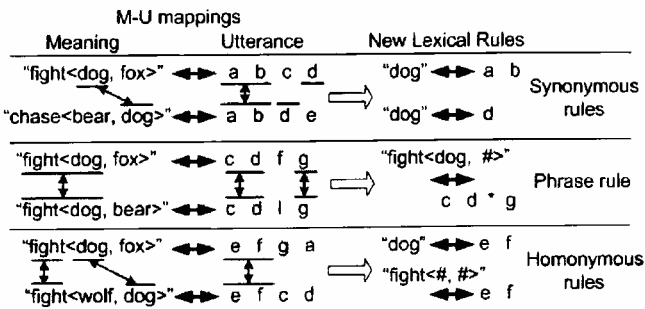 M-U mappings
Meaning Utterance New Lexical Rules
"fight<dog, fox>" a b c d "dog" a b
Synonymous rules
"chase<bear, dog>" a b d e "dog" d
"fight<dog, fox>" c d f g "fight<dog, #>"
Phrase rule
c d * g
"fight<dog, bear>" c d l g
"fight<dog, fox>" e f g a "dog" e f
"fight<#, #>" Homonymous rules
"fight<wolf, dog>" e f c d e f